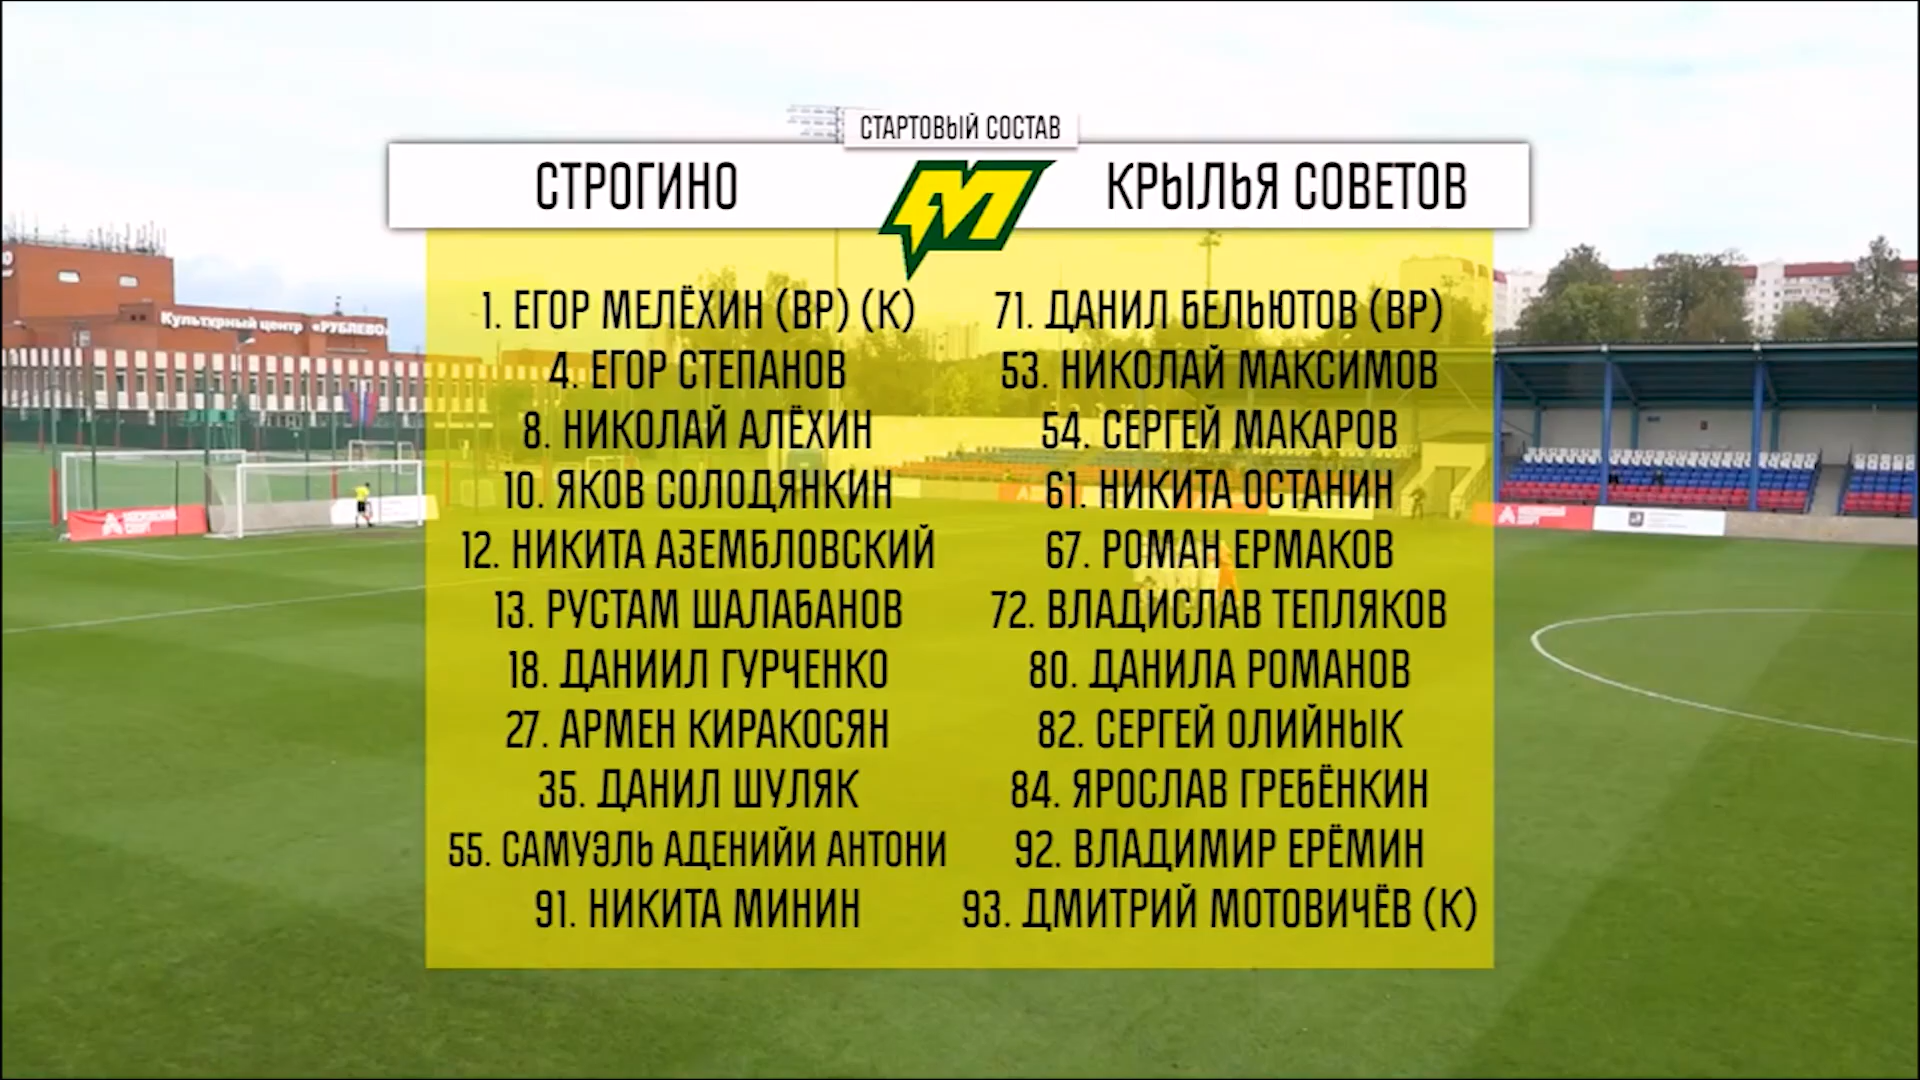 СТАРТОВЫЙ СОСТАВ
СТРОГИНО
КРЫЛЬЯ СОВЕТОВ
М
1. ЕГОР МЕЛЁХИН (ВР) (К)
4. ЕГОР СТЕПАНОВ
8. НИКОЛАЙ АЛЁХИН
10. ЯКОВ СОЛОДЯНКИН
12. НИКИТА АЗЕМБЛОВСКИЙ
13. РУСТАМ ШАЛАБАНОВ
18. ДАНИИЛ ГУРЧЕНКО
27. АРМЕН КИРАКОСЯН
35. ДАНИЛ ШУЛЯК
55. САМУЭЛЬ АДЕНИЙИ АНТОНИ
91. НИКИТА МИНИН
71. ДАНИЛ БЕЛЬЮТОВ (ВР)
53. НИКОЛАЙ МАКСИМОВ
54. СЕРГЕЙ МАКАРОВ
61. НИКИТА ОСТАНИН
67. РОМАН ЕРМАКОВ
72. ВЛАДИСЛАВ ТЕПЛЯКОВ
80. ДАНИЛА РОМАНОВ
82. СЕРГЕЙ ОЛИЙНЫК
84. ЯРОСЛАВ ГРЕБЁНКИН
92. ВЛАДИМИР ЕРЁМИН
93. ДМИТРИЙ МОТОВИЧЁВ (К)
Культурный центр «РУБЛЕВО»
МОСКОВСКИЙ
СПОРТ
МОСКОВСКИЙ
СПОРТ